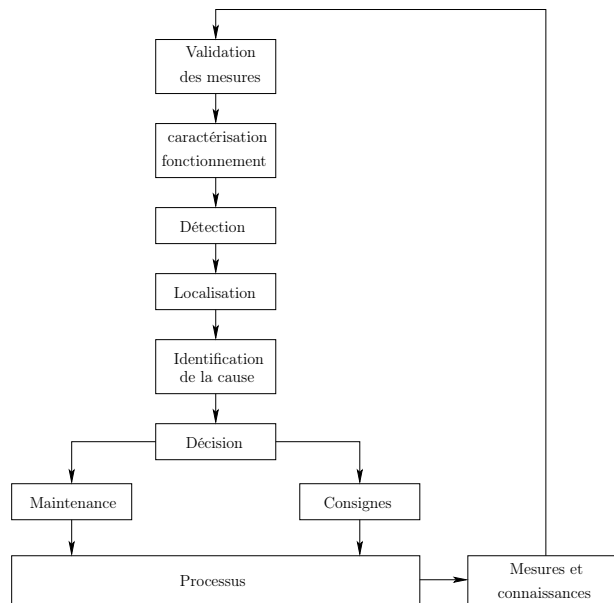 Validation
des mesures
caractérisation
fonctionnement
Détection
Localisation
Identification
de la cause
Décision
Maintenance
Consignes
Processus
Mesures et
connaissances